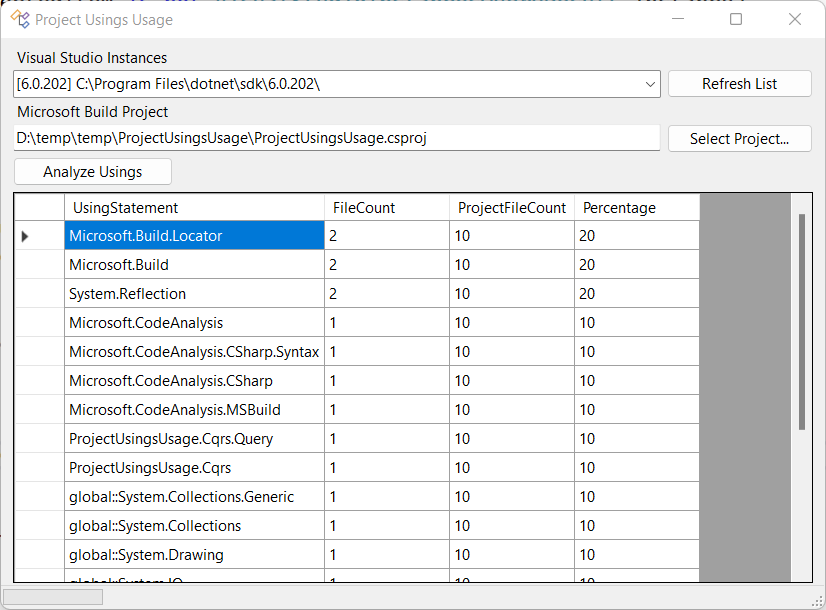 Project Usings Usage
Visual Studio Instances
[6.0.202] C:\Program Files\dotnet\sdk\6.0.202\
Refresh List
Microsoft Build Project
D:\temp\temp\ProjectUsingsUsage\ProjectUsingsUsage.csproj
Select Project...
Analyze Usings
UsingStatement FileCount ProjectFileCount Percentage
Microsoft.Build.Locator 2 10 20
Microsoft.Build 2 10 20
System.Reflection 2 10 20
Microsoft.CodeAnalysis 1 10 10
Microsoft.CodeAnalysis.CSharp.Syntax 1 10 10
Microsoft.CodeAnalysis.CSharp 1 10 10
Microsoft.CodeAnalysis.MSBuild 1 10 10
ProjectUsingsUsage.Cqrs.Query 1 10 10
ProjectUsingsUsage.Cqrs 1 10 10
global::System.Collections.Generic 1 10 10
global::System.Collections 1 10 10
global::System.Drawing 1 10 10
global::System.IO 1 10 10